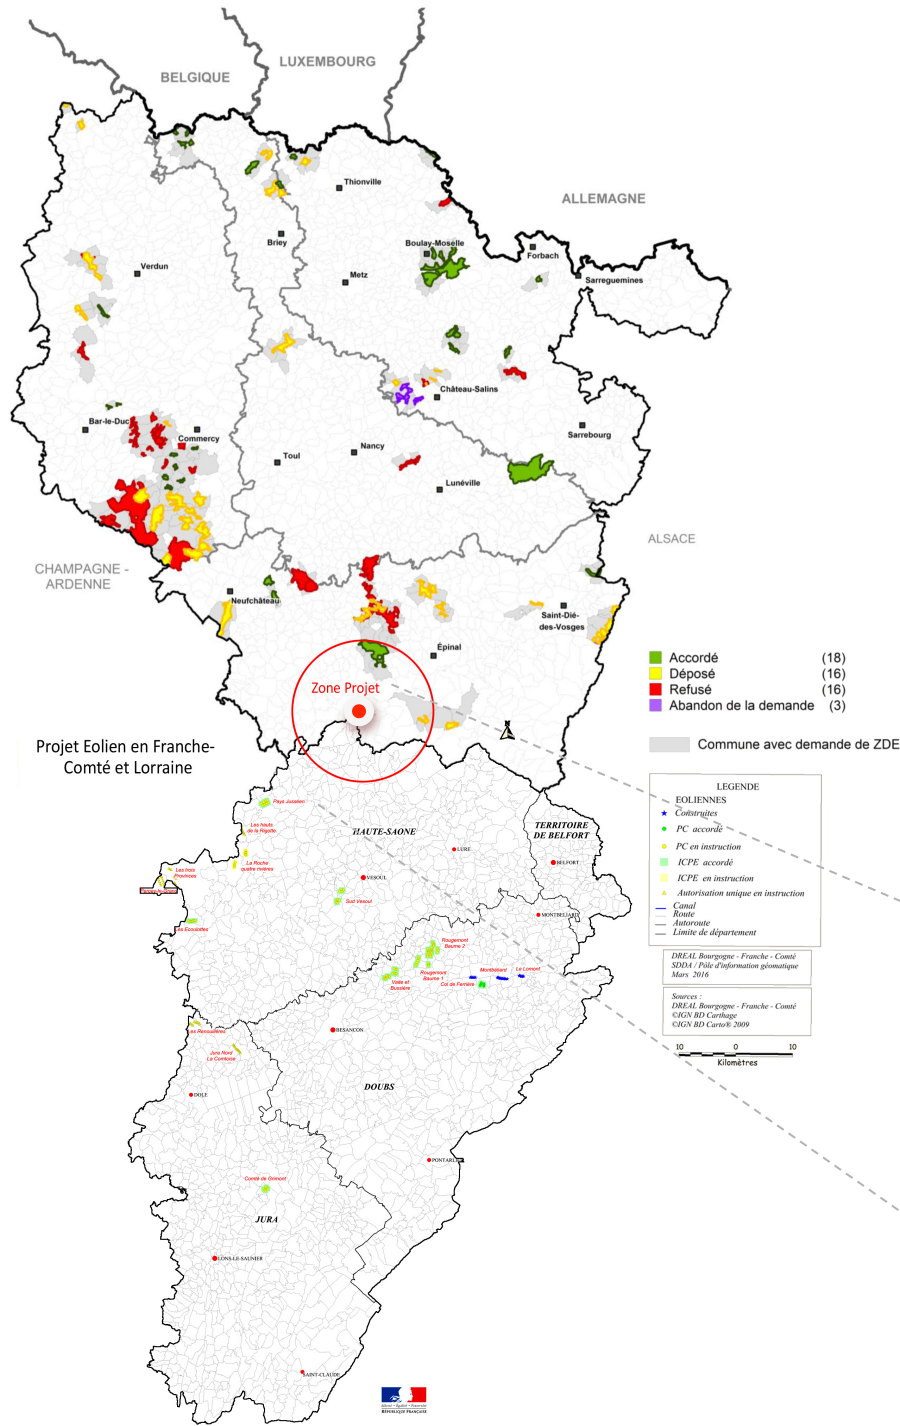 BELGIQUE
LUXEMBOURG
ALLEMAGNE
Thionville
Briey
Boulay-Moselle
Forbach
Sarreguemines
Verdun
Metz
Château-Salins
Bar-le-Duc
Commercy
Sarrebourg
Toul
Nancy
Lunéville
ALSACE
CHAMPAGNE -
ARDENNE
Neufchâteau
Saint-Dié-
des-Vosges
Épinal
Zone Projet
Accordé (18)
Déposé (16)
Refusé (16)
Abandon de la demande (3)
Commune avec demande de ZDE
N
Projet Eolien en Franche-
Comté et Lorraine
LEGENDE
EOLIENNES
Construites
PC accordé
PC en instruction
ICPE accordé
ICPE en instruction
Autorisation unique en instruction
Canal
Route
Autoroute
Limite de département
DREAL Bourgogne - Franche - Comté
SDDA / Pôle d'information géomatique
Mars 2016
Sources :
DREAL Bourgogne - Franche - Comté
©IGN BD Carthage
©IGN BD Carto® 2009
10 0 10
Kilomètres
Pays Jusséen
Les hauts
de la Rigotte
HAUTE-SAONE
TERRITOIRE
DE BELFORT
LURE
BELFORT
La Roche
quatre rivières
Les trois
Provinces
VESOUL
Sud Vesoul
MONTBELIARD
Les Ecoulottes
Rougemont
Baume 2
Rougemont
Baume 1
Vaite et
Bussière
Montbéliard
Le Lomont
Col de Ferrière
Les Renouillères
BESANCON
Jura Nord
La Comtoise
DOUBS
DOLE
Comté de Grimont
JURA
LONS-LE-SAUNIER
SAINT-CLAUDE
Liberté • Égalité • Fraternité
RÉPUBLIQUE FRANÇAISE